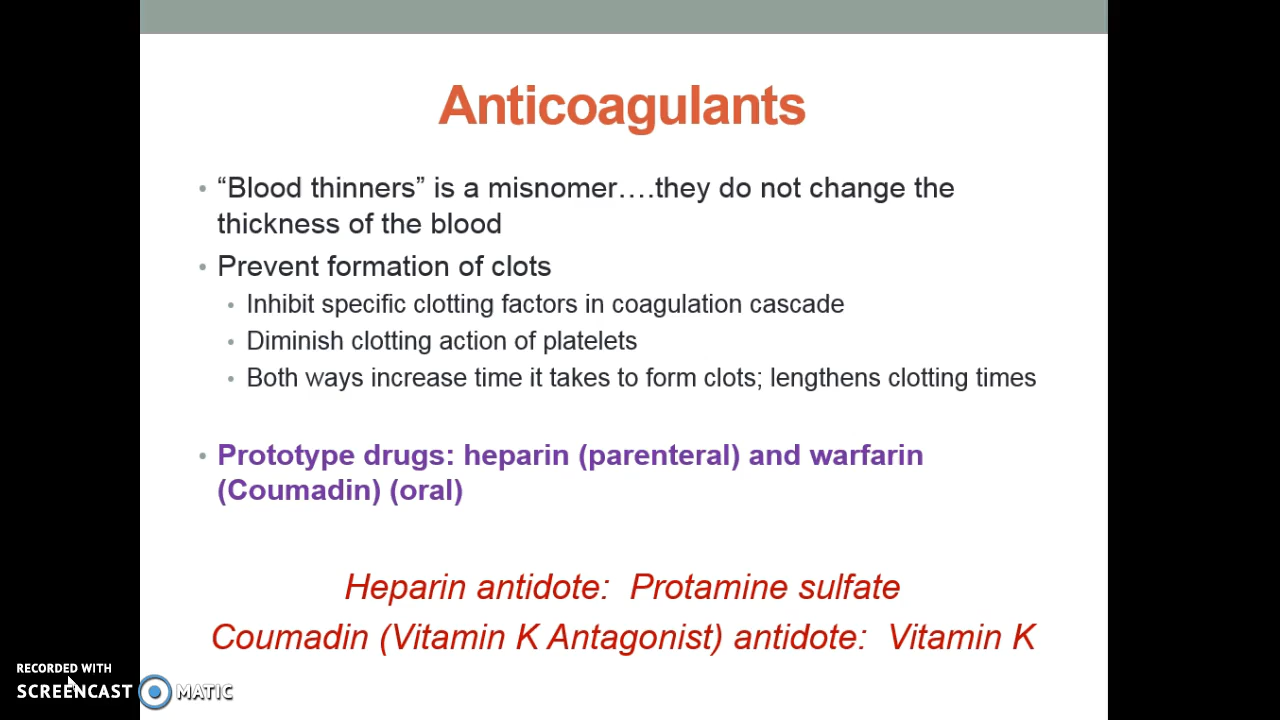 Anticoagulants
• “Blood thinners” is a misnomer….they do not change the
thickness of the blood
• Prevent formation of clots
• Inhibit specific clotting factors in coagulation cascade
• Diminish clotting action of platelets
• Both ways increase time it takes to form clots; lengthens clotting times
• Prototype drugs: heparin (parenteral) and warfarin
(Coumadin) (oral)
Heparin antidote:  Protamine sulfate
Coumadin (Vitamin K Antagonist) antidote:  Vitamin K
RECORDED WITH
SCREENCAST MATIC